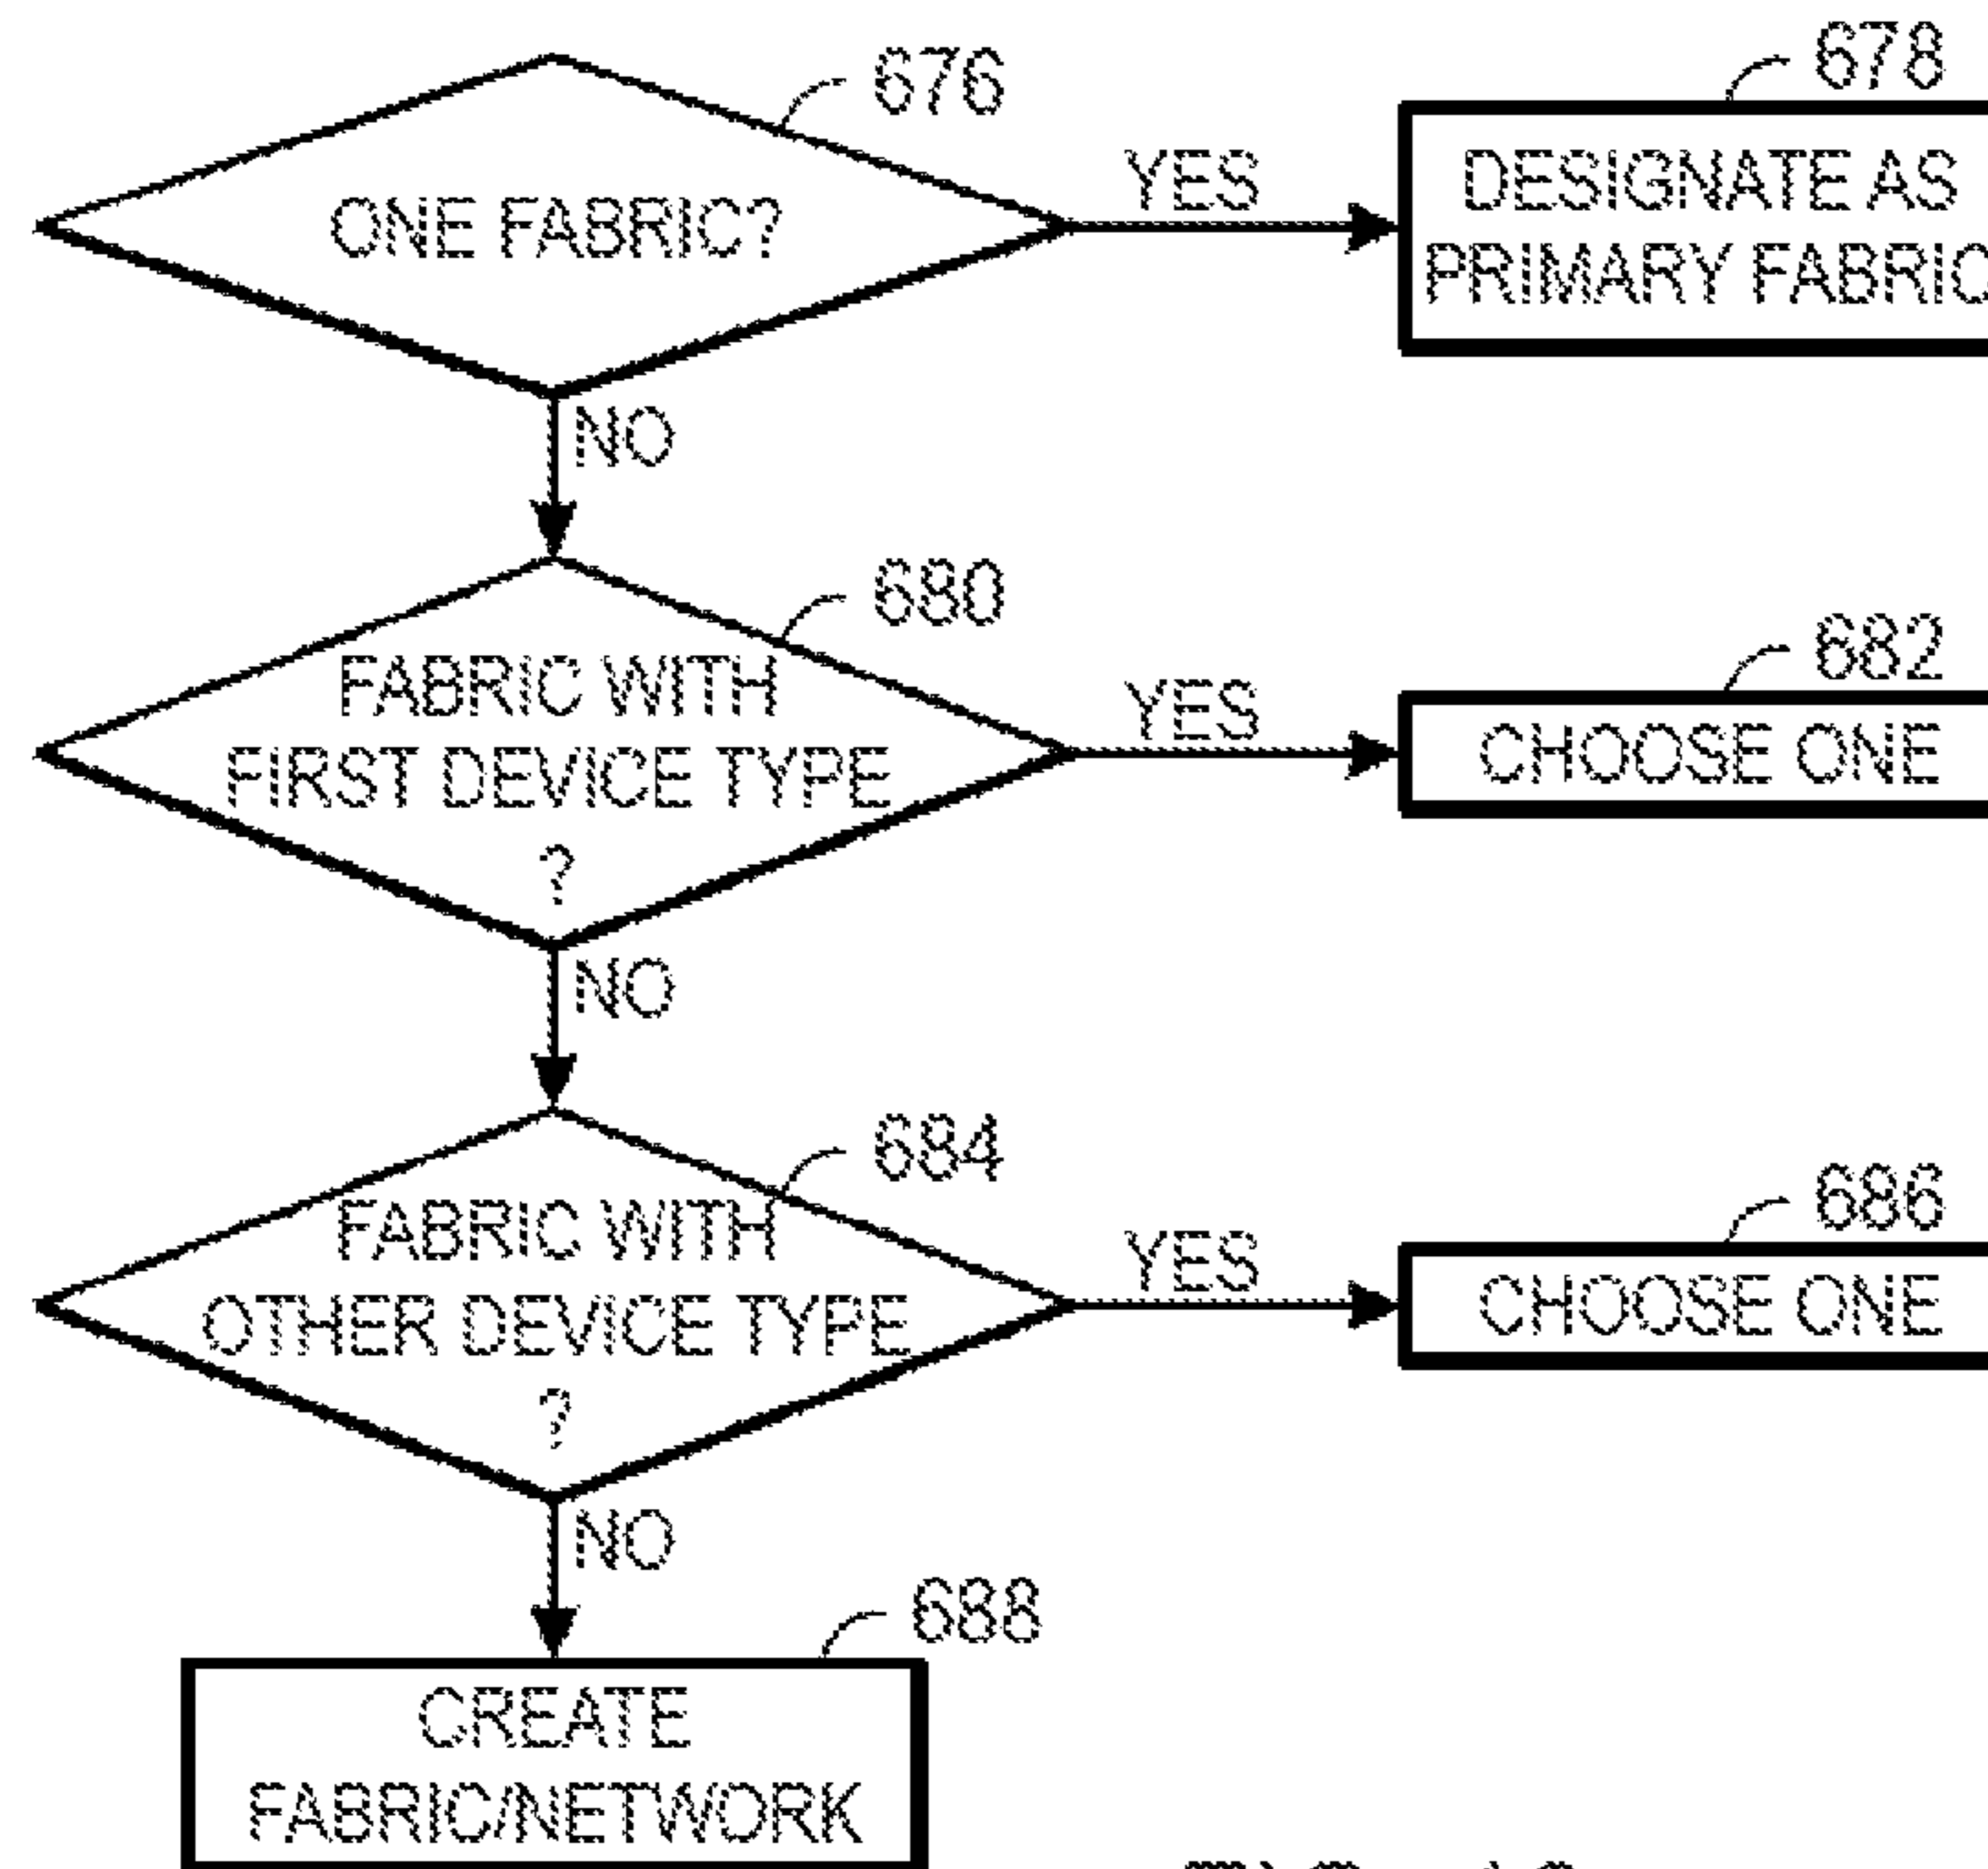 676
678
ONE FABRIC?
YES
DESIGNATE AS
PRIMARY FABRIC
NO
680
FABRIC WITH
FIRST DEVICE TYPE
?
YES
682
CHOOSE ONE
NO
684
FABRIC WITH
OTHER DEVICE TYPE
?
YES
686
CHOOSE ONE
NO
688
CREATE
FABRIC/NETWORK